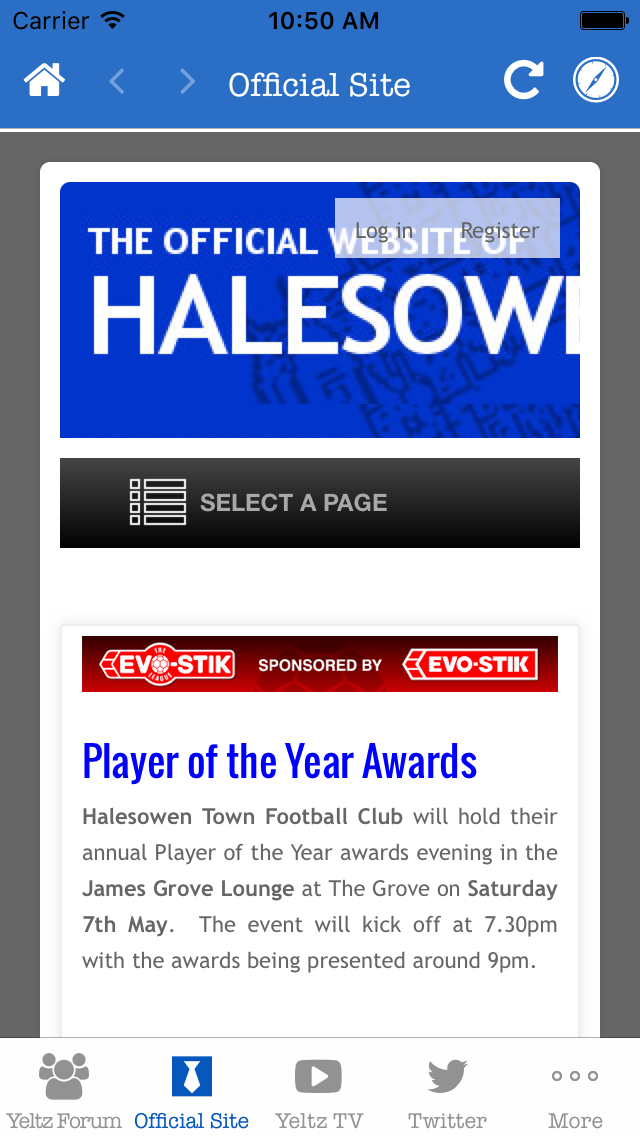 Carrier 10:50 AM
Official Site
Log in Register
THE OFFICIAL WEBSITE OF
HALESOWE
SELECT A PAGE
THE EVO-STIK LEAGUE SPONSORED BY EVO-STIK
Player of the Year Awards
Halesowen Town Football Club will hold their
annual Player of the Year awards evening in the
James Grove Lounge at The Grove on Saturday
7th May. The event will kick off at 7.30pm
with the awards being presented around 9pm.
Yeltz Forum Official Site Yeltz TV Twitter More